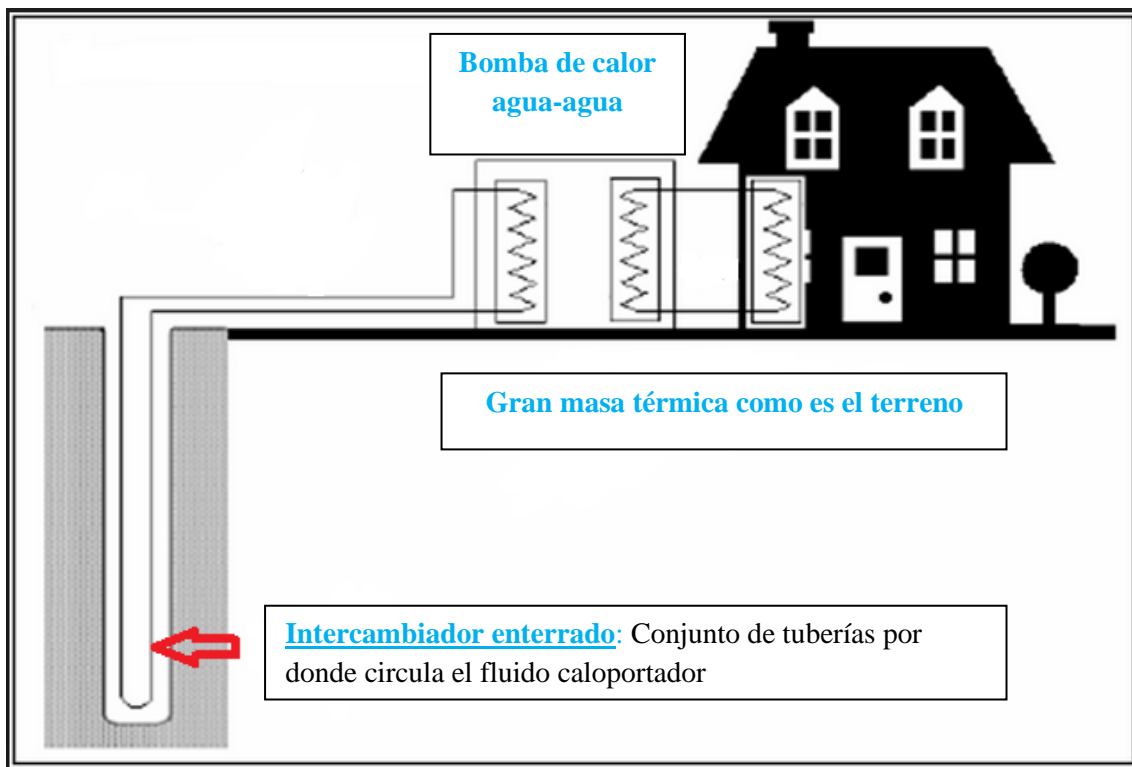 Bomba de calor
agua-agua
Gran masa térmica como es el terreno
Intercambiador enterrado: Conjunto de tuberías por
donde circula el fluido caloportador